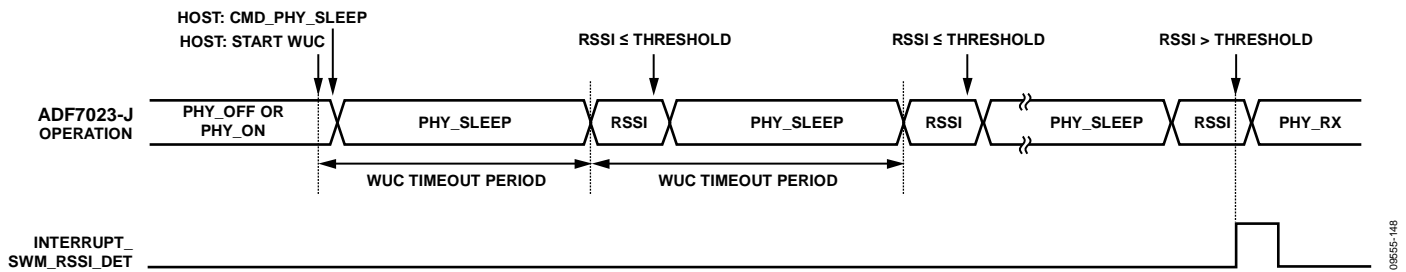 HOST: CMD_PHY_SLEEP
HOST: START WUC
RSSI ≤ THRESHOLD
RSSI ≤ THRESHOLD
RSSI > THRESHOLD
ADF7023-J
OPERATION
PHY_OFF OR
PHY_ON
PHY_SLEEP
RSSI
PHY_SLEEP
RSSI
PHY_SLEEP
RSSI
PHY_RX
WUC TIMEOUT PERIOD
WUC TIMEOUT PERIOD
INTERRUPT_
SWM_RSSI_DET
09555-148